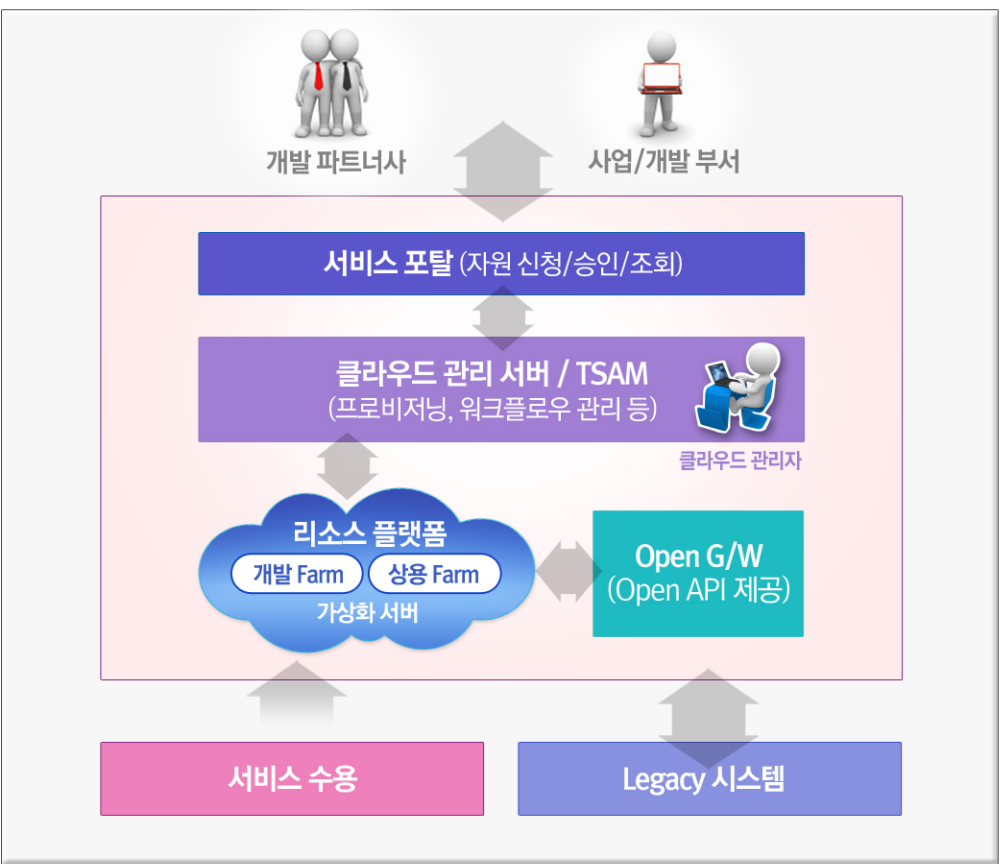 개발 파트너사
사업/개발 부서
서비스 포탈 (자원 신청/승인/조회)
클라우드 관리 서버 / TSAM
(프로비저닝, 워크플로우 관리 등)
클라우드 관리자
리소스 플랫폼
개발 Farm
상용 Farm
가상화 서버
Open G/W
(Open API 제공)
서비스 수용
Legacy 시스템